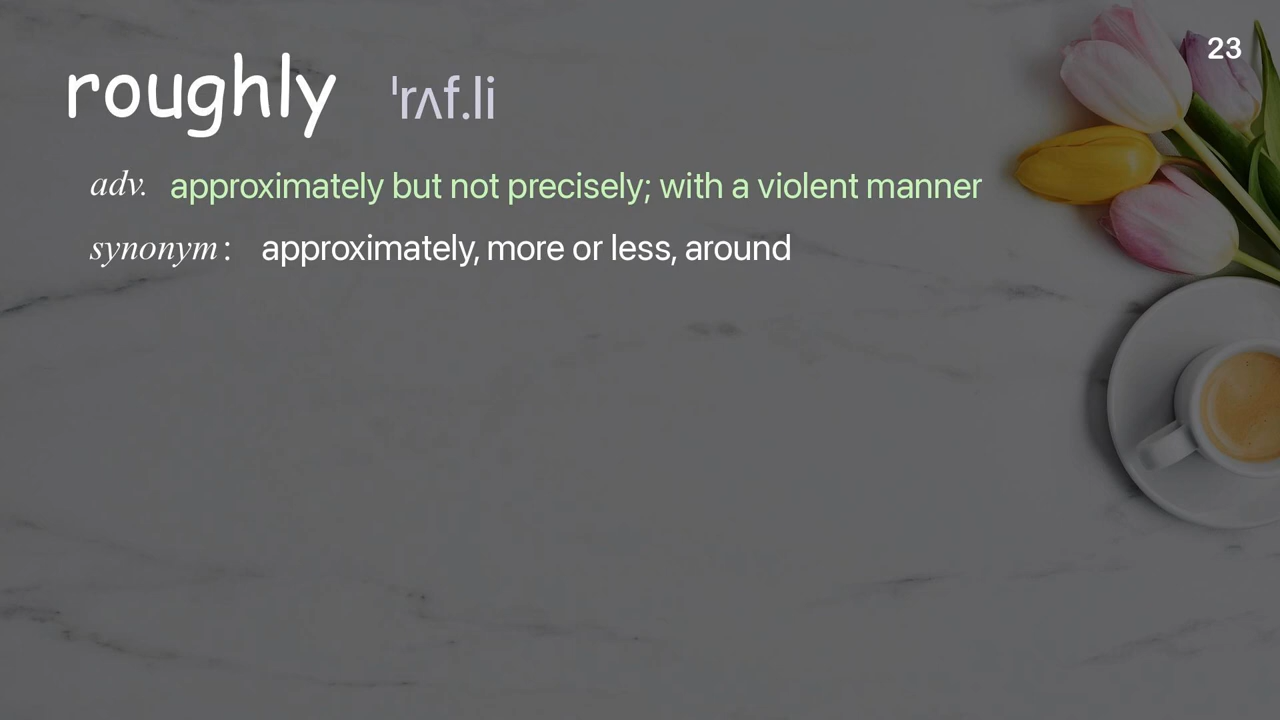 23
roughly ˈrʌf.li
adv. approximately but not precisely; with a violent manner
synonym : approximately, more or less, around